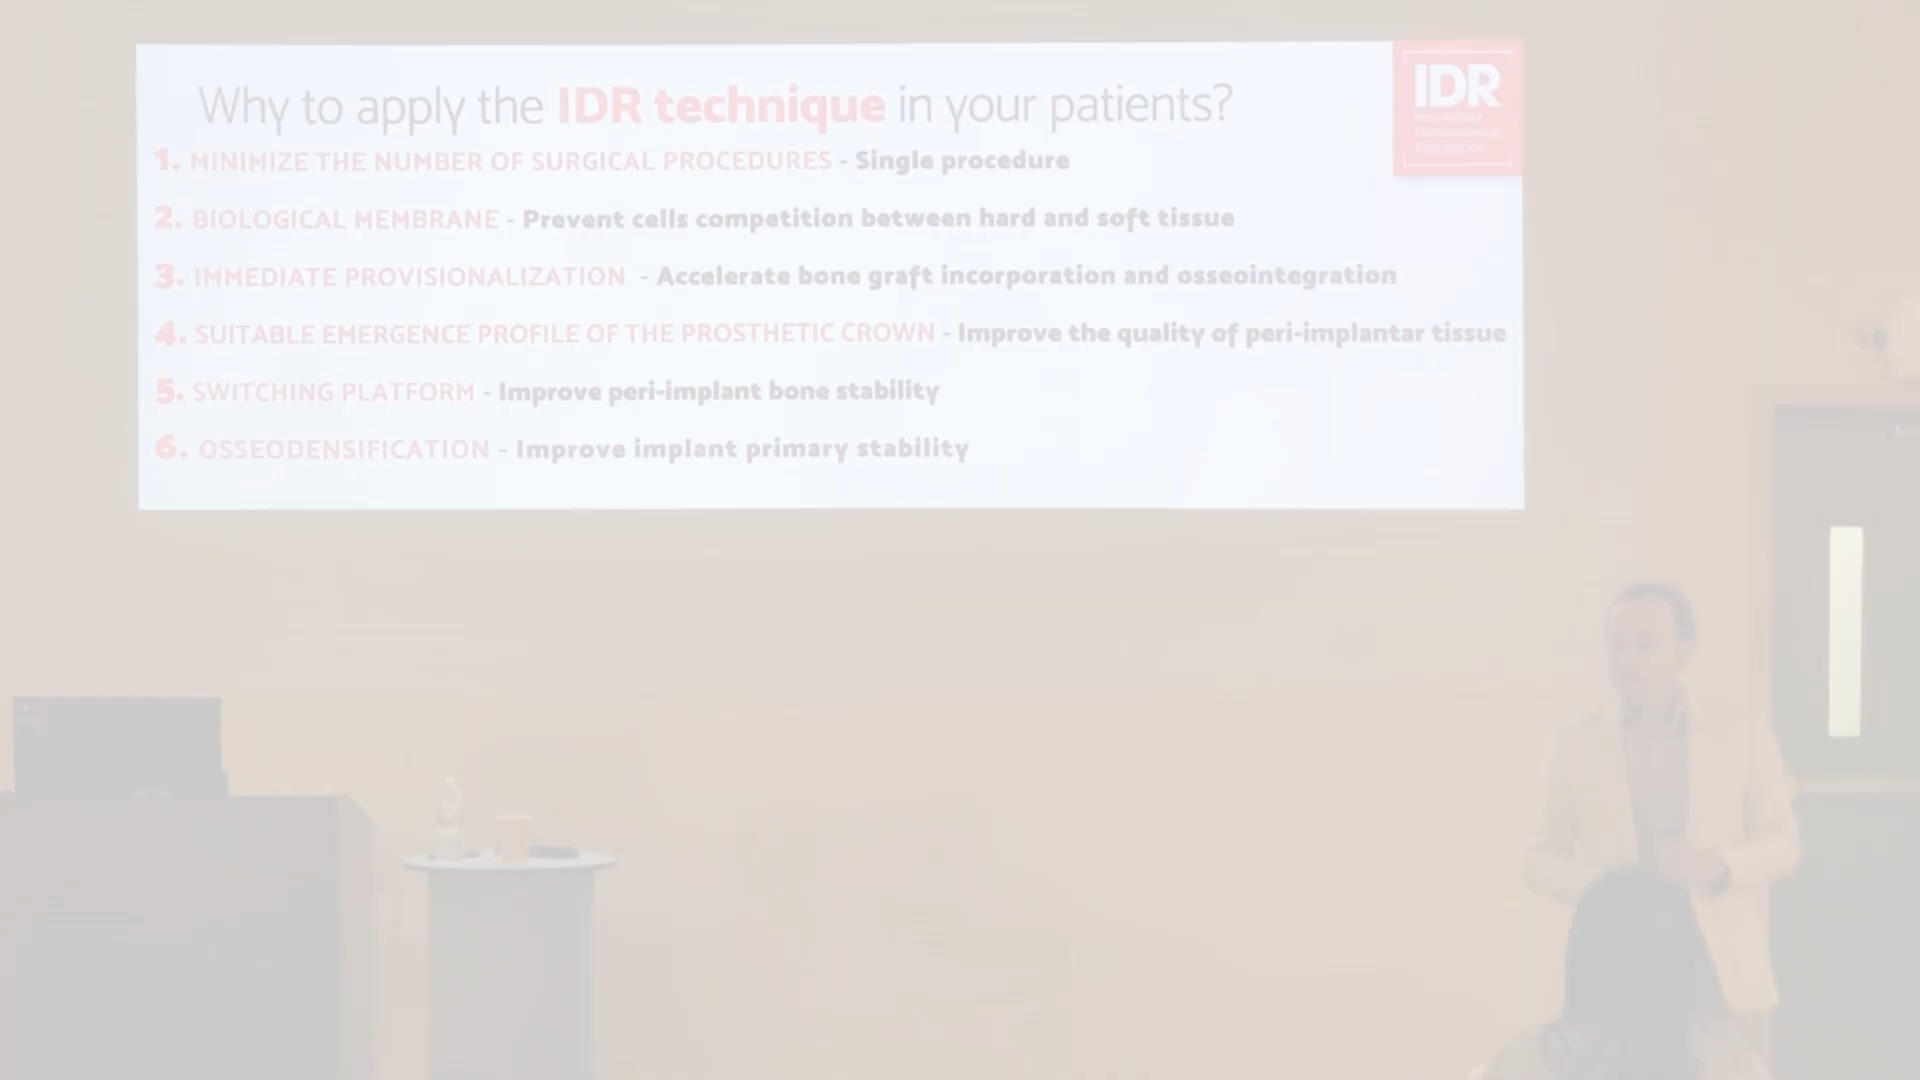 Why to apply the IDR technique in your patients?
IDR
Immediate
Dentoalveolar
Restoration
1. MINIMIZE THE NUMBER OF SURGICAL PROCEDURES - Single procedure
2. BIOLOGICAL MEMBRANE - Prevent cells competition between hard and soft tissue
3. IMMEDIATE PROVISIONALIZATION - Accelerate bone graft incorporation and osseointegration
4. SUITABLE EMERGENCE PROFILE OF THE PROSTHETIC CROWN - Improve the quality of peri-implantar tissue
5. SWITCHING PLATFORM - Improve peri-implant bone stability
6. OSSEODENSIFICATION - Improve implant primary stability